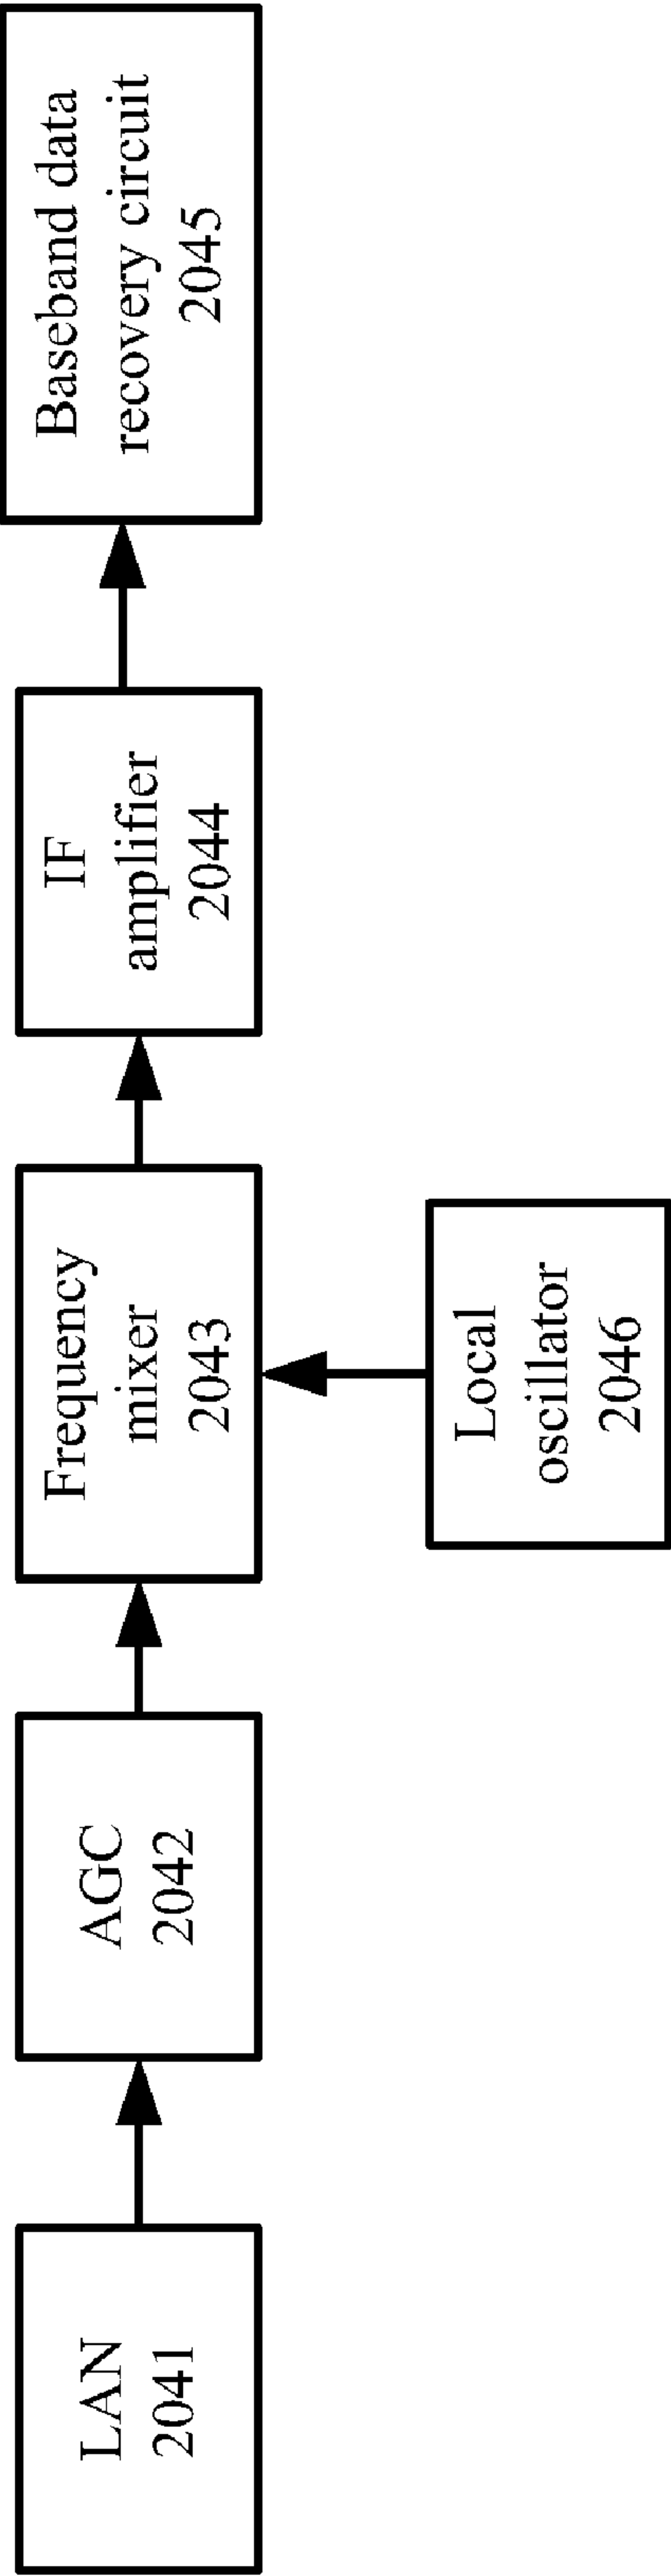 LAN
2041
AGC
2042
Frequency
mixer
2043
IF
amplifier
2044
Baseband data
recovery circuit
2045
Local
oscillator
2046